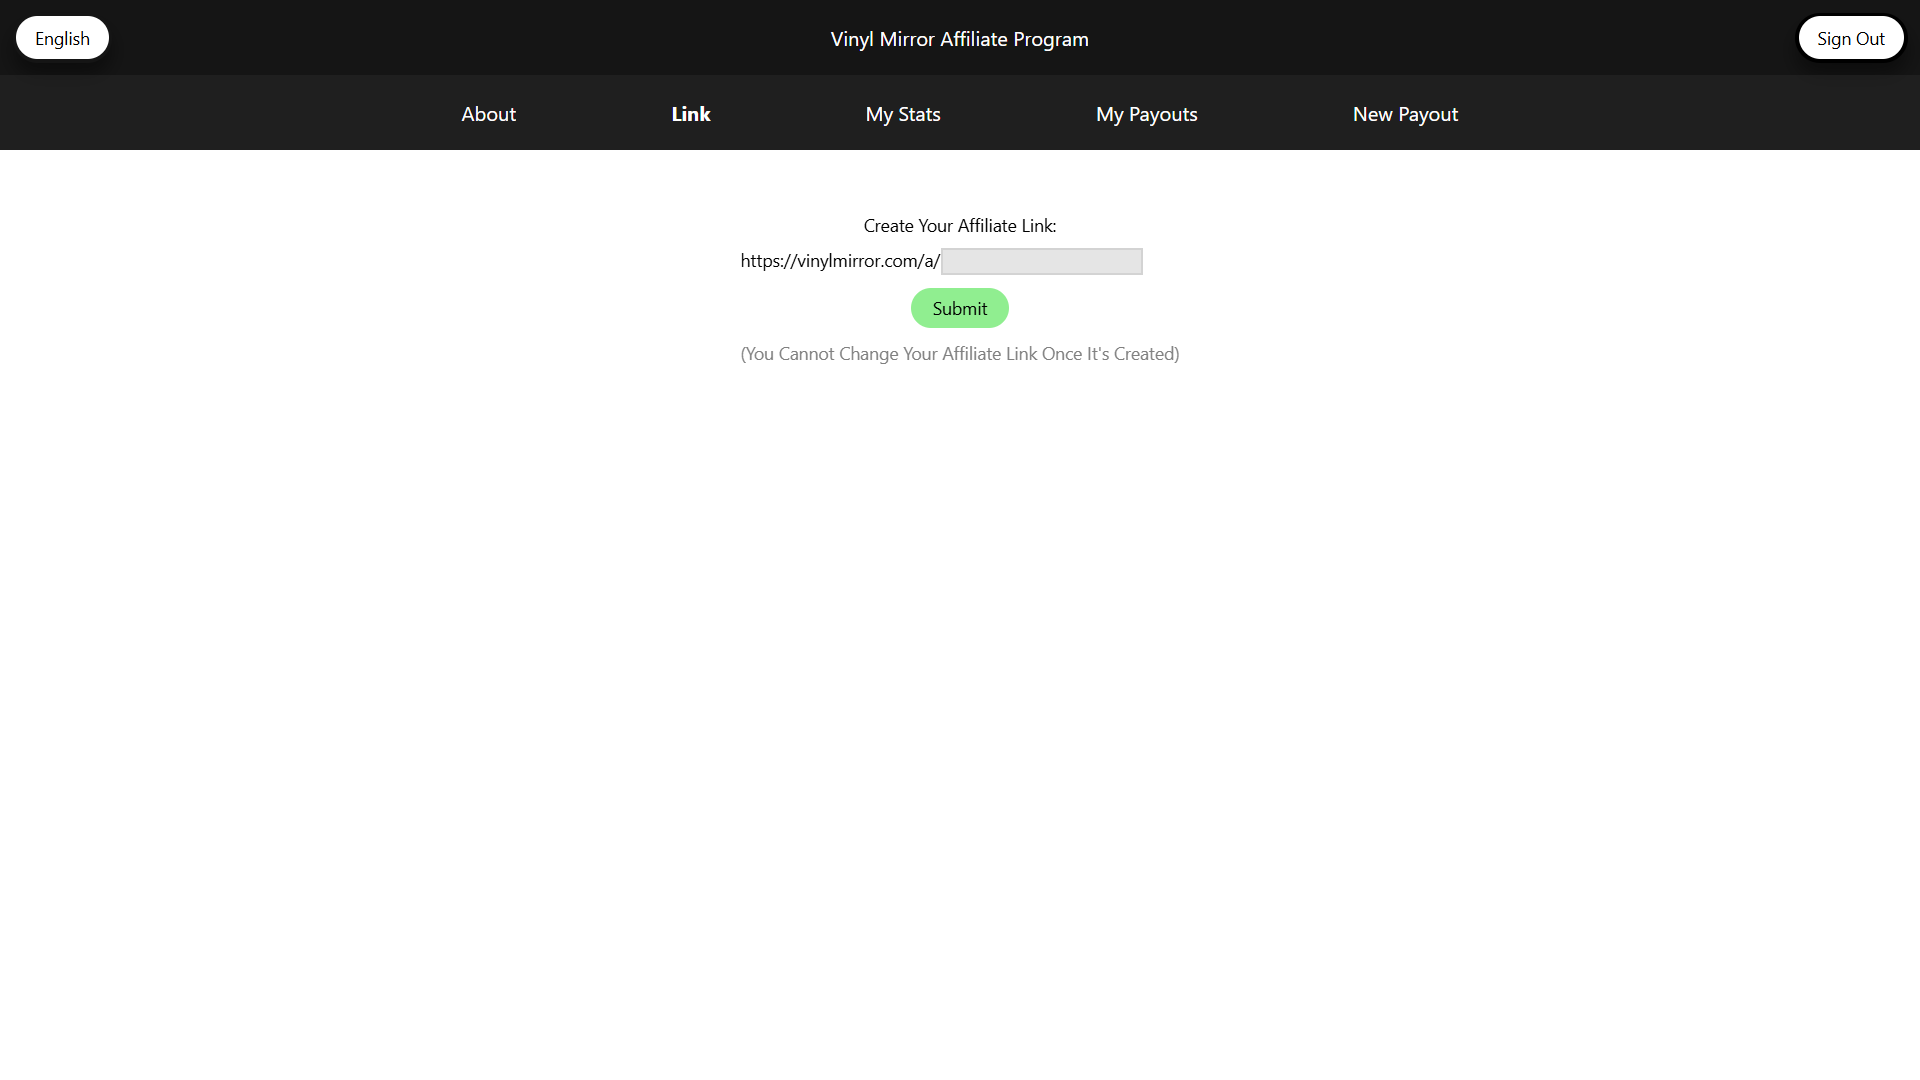 English
Vinyl Mirror Affiliate Program
Sign Out
About
Link
My Stats
My Payouts
New Payout
Create Your Affiliate Link:
https://vinylmirror.com/a/
Submit
(You Cannot Change Your Affiliate Link Once It's Created)